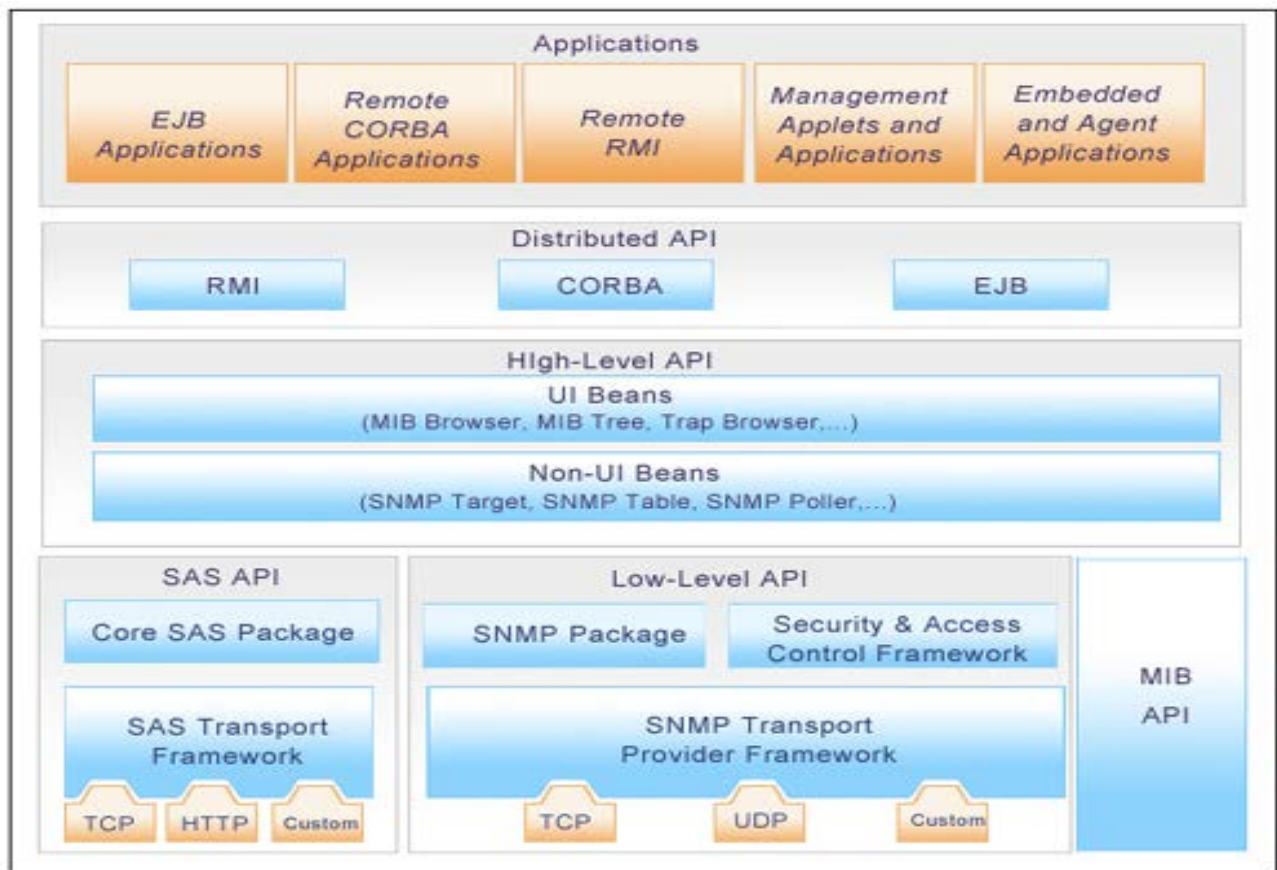 Applications
EJB
Applications
Remote
CORBA
Applications
Remote
RMI
Management
Applets and
Applications
Embedded
and Agent
Applications
Distributed API
RMI
CORBA
EJB
HIgh-Level API
UI Beans
(MIB Browser, MIB Tree, Trap Browser,...)
Non-UI Beans
(SNMP Target, SNMP Table, SNMP Poller,...)
SAS API
Core SAS Package
SAS Transport
Framework
TCP
HTTP
Custom
Low-Level API
SNMP Package
Security & Access
Control Framework
SNMP Transport
Provider Framework
TCP
UDP
Custom
MIB
API